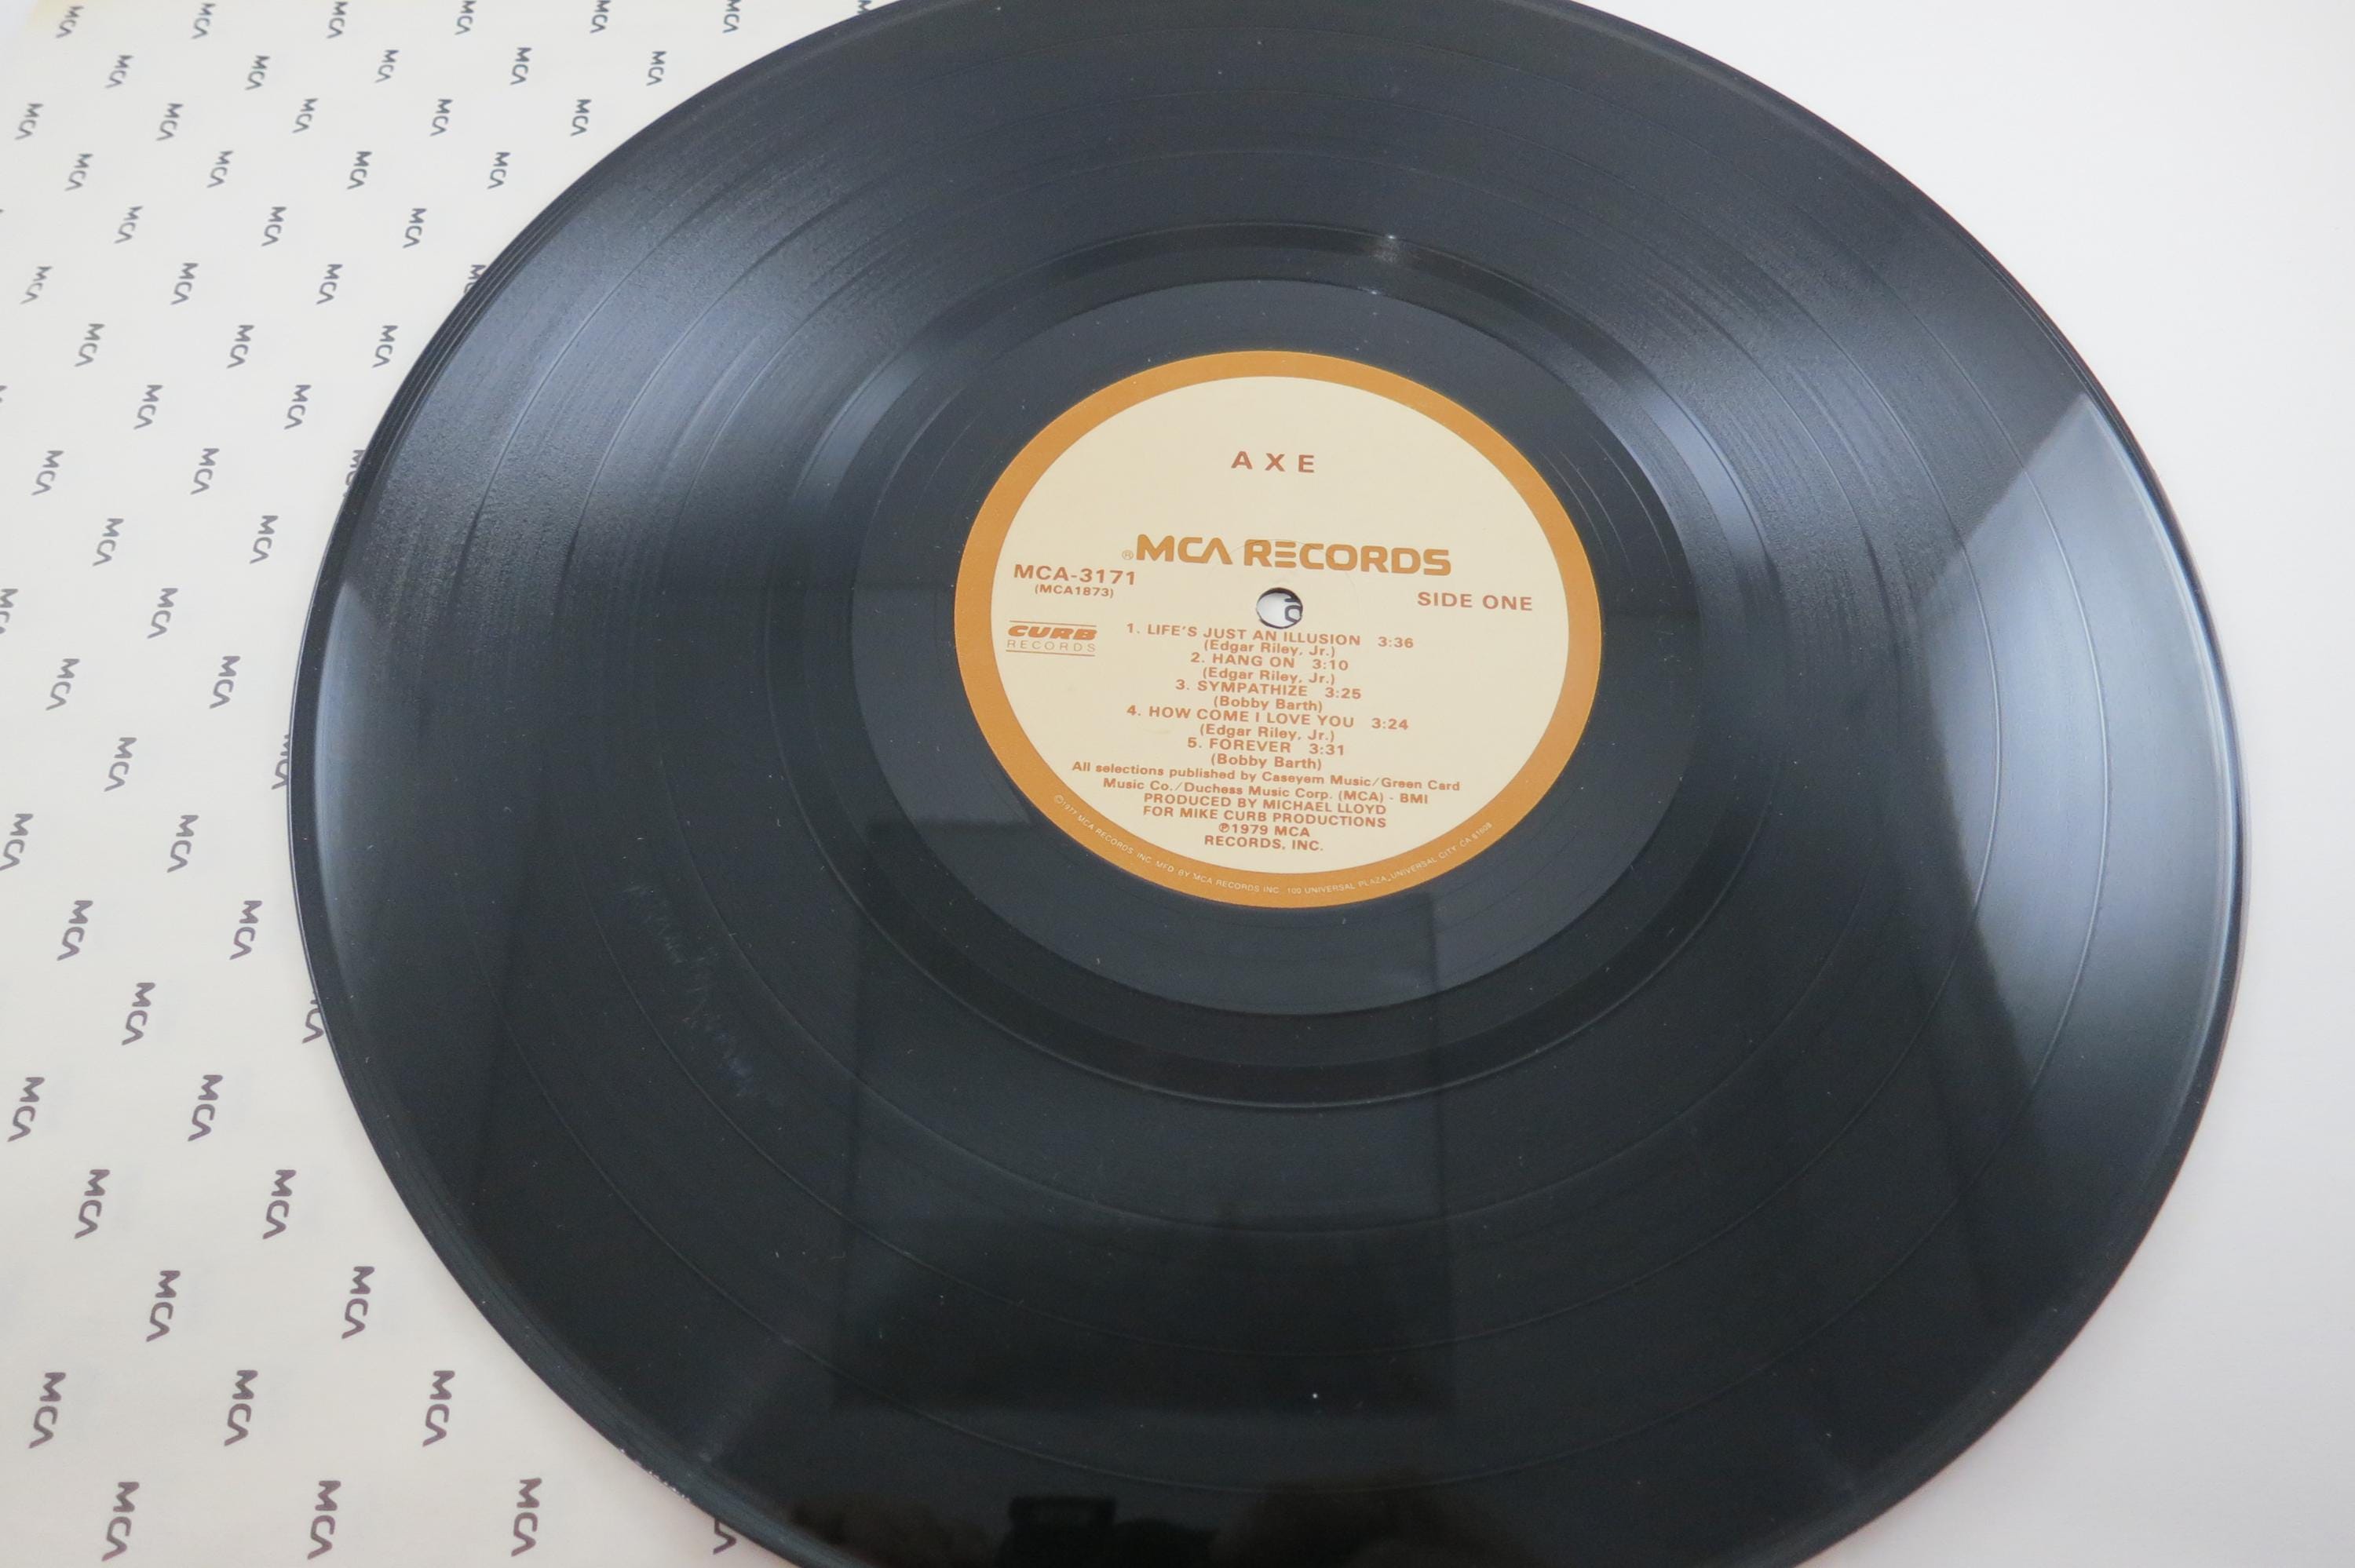 AXE
®MCA RECORDS
MCA-3171
(MCA1873)
SIDE ONE
CURB
RECORDS
1. LIFE'S JUST AN ILLUSION 3:36
(Edgar Riley, Jr.)
2. HANG ON 3:10
(Edgar Riley, Jr.)
3. SYMPATHIZE 3:25
(Bobby Barth)
4. HOW COME I LOVE YOU 3:24
(Edgar Riley, Jr.)
5. FOREVER 3:31
(Bobby Barth)
All selections published by Caseyem Music/Green Card
Music Co./Duchess Music Corp. (MCA) - BMI
PRODUCED BY MICHAEL LLOYD
FOR MIKE CURB PRODUCTIONS
℗1979 MCA
RECORDS, INC.
©1977 MCA RECORDS INC. MFD BY MCA RECORDS INC. 100 UNIVERSAL PLAZA, UNIVERSAL CITY, CA 91608
MCA